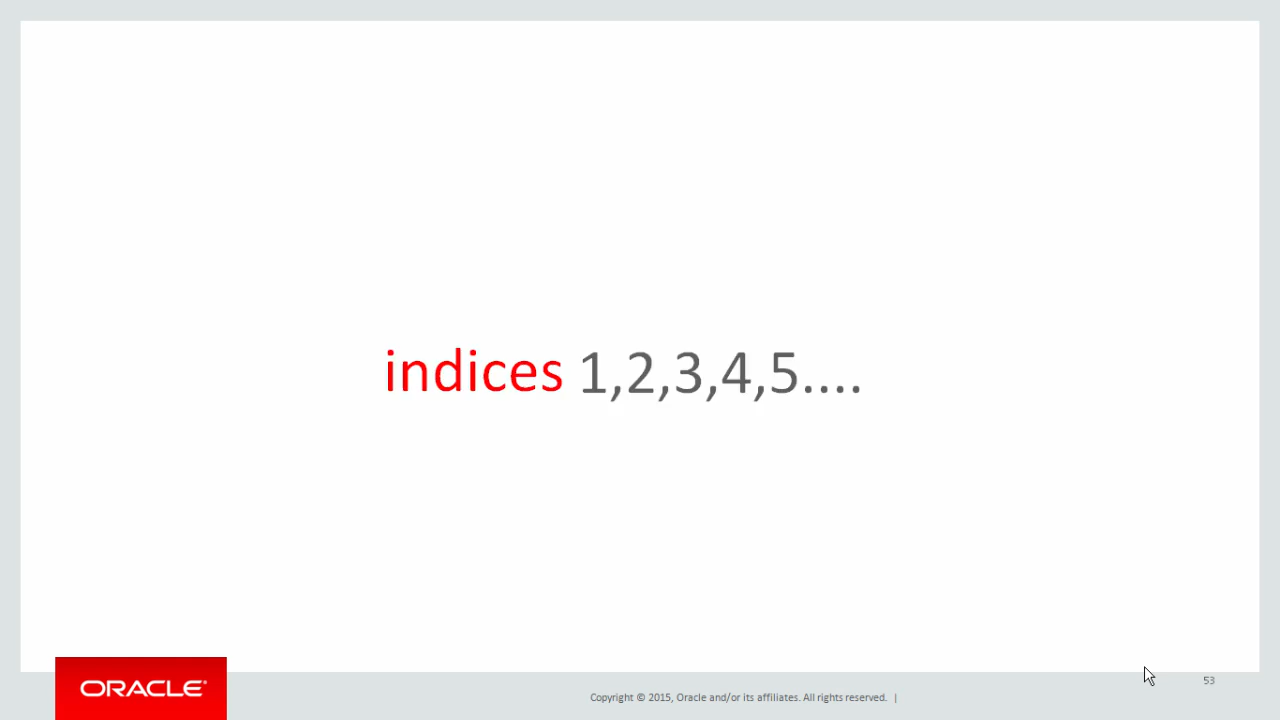 indices 1,2,3,4,5....
ORACLE®
Copyright © 2015, Oracle and/or its affiliates. All rights reserved. |
53